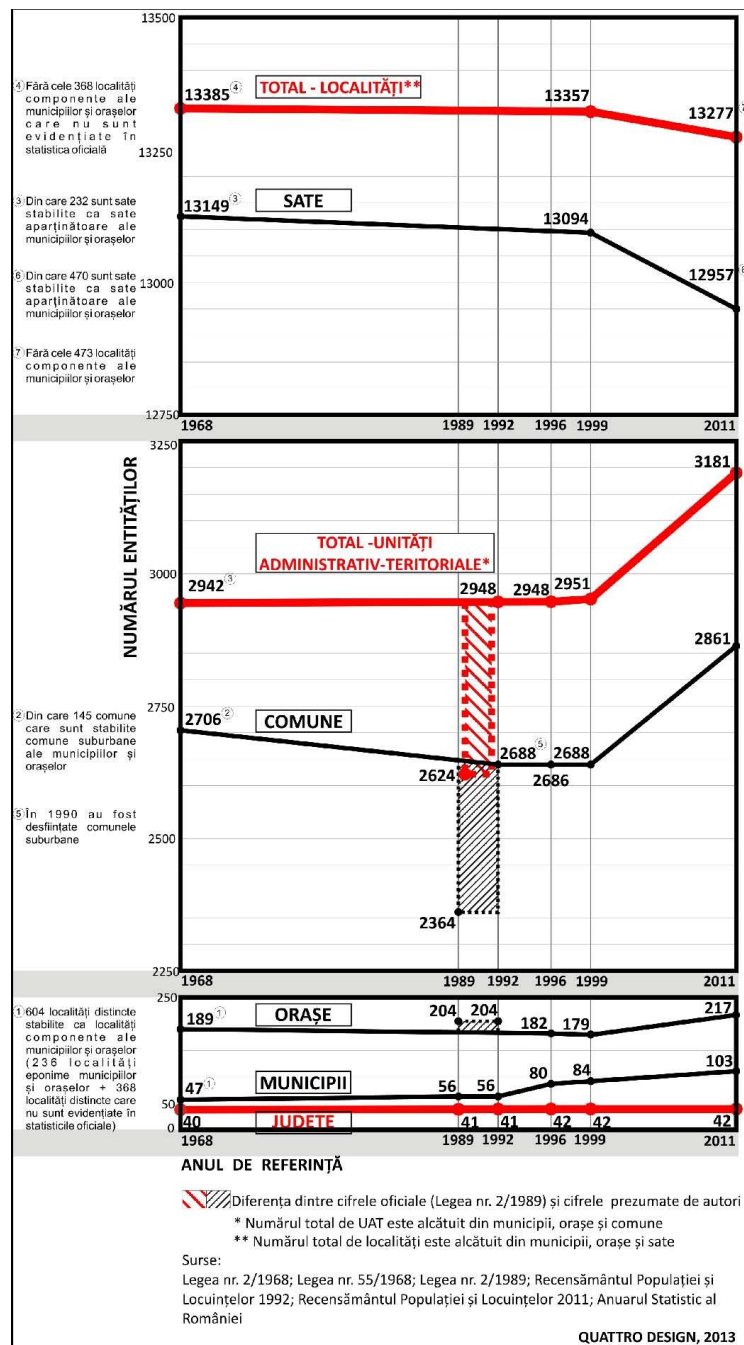 13500
④ Fără cele 368 localități
componente ale
municipiilor și orașelor
care nu sunt
evidențiate în
statistica oficială
13385④
TOTAL - LOCALITĂȚI**
13357
13277⑦
13250
③ Din care 232 sunt sate
stabilite ca sate
aparținătoare ale
municipiilor și orașelor
13149③
SATE
13094
12957⑥
⑥ Din care 470 sunt sate
stabilite ca sate
aparținătoare ale
municipiilor și orașelor
13000
⑦ Fără cele 473 localități
componente ale
municipiilor și orașelor
12750
1968 1989 1992 1996 1999 2011
3250
NUMĂRUL ENTITĂȚILOR
3181
TOTAL -UNITĂȚI
ADMINISTRATIV-TERITORIALE*
3000
2942③
2948 2948 2951
2861
2750
② Din care 145 comune
care sunt stabilite
comune suburbane
ale municipiilor și
orașelor
2706②
COMUNE
2688⑤ 2688
2624
2686
⑤ În 1990 au fost
desființate comunele
suburbane
2500
2364
2250
1968 1989 1992 1996 1999 2011
250
① 604 localități distincte
stabilite ca localități
componente ale
municipiilor și orașelor
(236 localități
eponime municipiilor
și orașelor + 368
localități distincte care
nu sunt evidențiate în
statisticile oficiale)
189①
ORAȘE
204 204
182 179
217
47①
MUNICIPII
56 56
80 84
103
50
40
JUDEȚE
41 41 42 42 42
0
1968 1989 1992 1996 1999 2011
ANUL DE REFERINȚĂ
Diferența dintre cifrele oficiale (Legea nr. 2/1989) și cifrele prezumate de autori
* Numărul total de UAT este alcătuit din municipii, orașe și comune
** Numărul total de localități este alcătuit din municipii, orașe și sate
Surse:
Legea nr. 2/1968; Legea nr. 55/1968; Legea nr. 2/1989; Recensământul Populației și
Locuințelor 1992; Recensământul Populației și Locuințelor 2011; Anuarul Statistic al
României
QUATTRO DESIGN, 2013